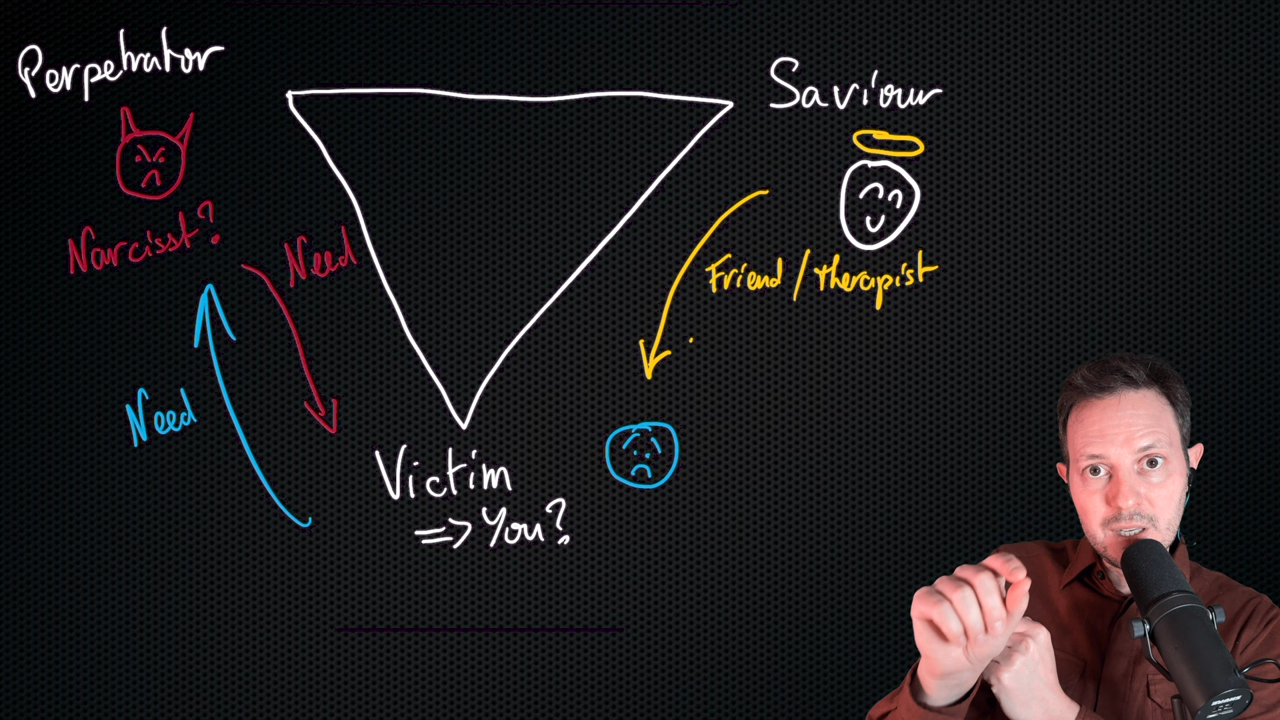 Perpetrator
Saviour
Narcisst?
Need
Friend / therapist
Need
Victim
=> You?